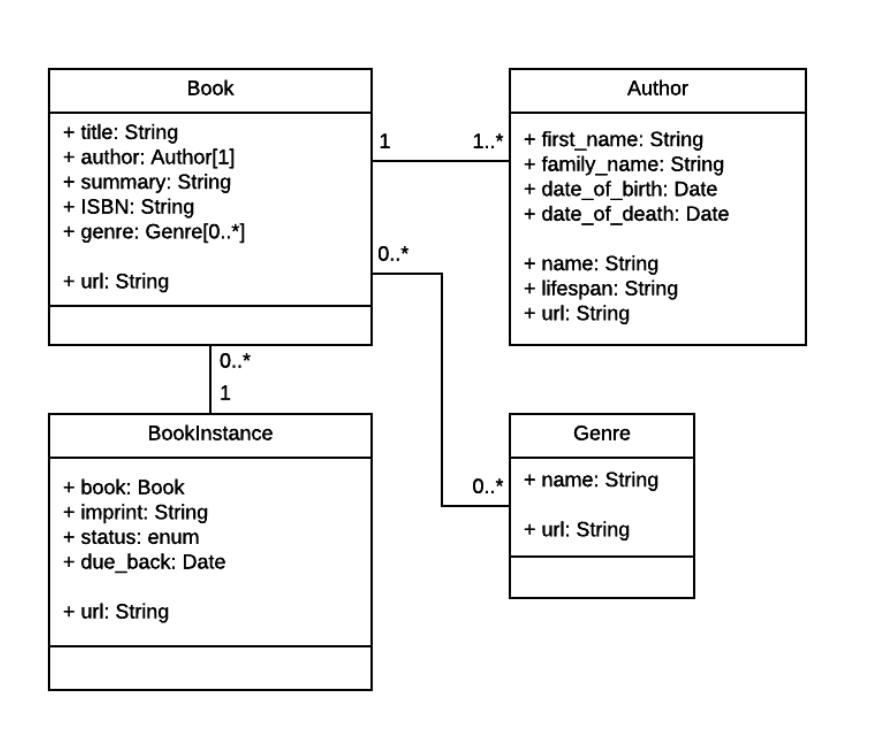 Book
+ title: String
+ author: Author[1]
+ summary: String
+ ISBN: String
+ genre: Genre[0..*]
+ url: String
1
1..*
Author
+ first_name: String
+ family_name: String
+ date_of_birth: Date
+ date_of_death: Date
+ name: String
+ lifespan: String
+ url: String
0..*
0..*
1
BookInstance
+ book: Book
+ imprint: String
+ status: enum
+ due_back: Date
+ url: String
0..*
Genre
+ name: String
+ url: String